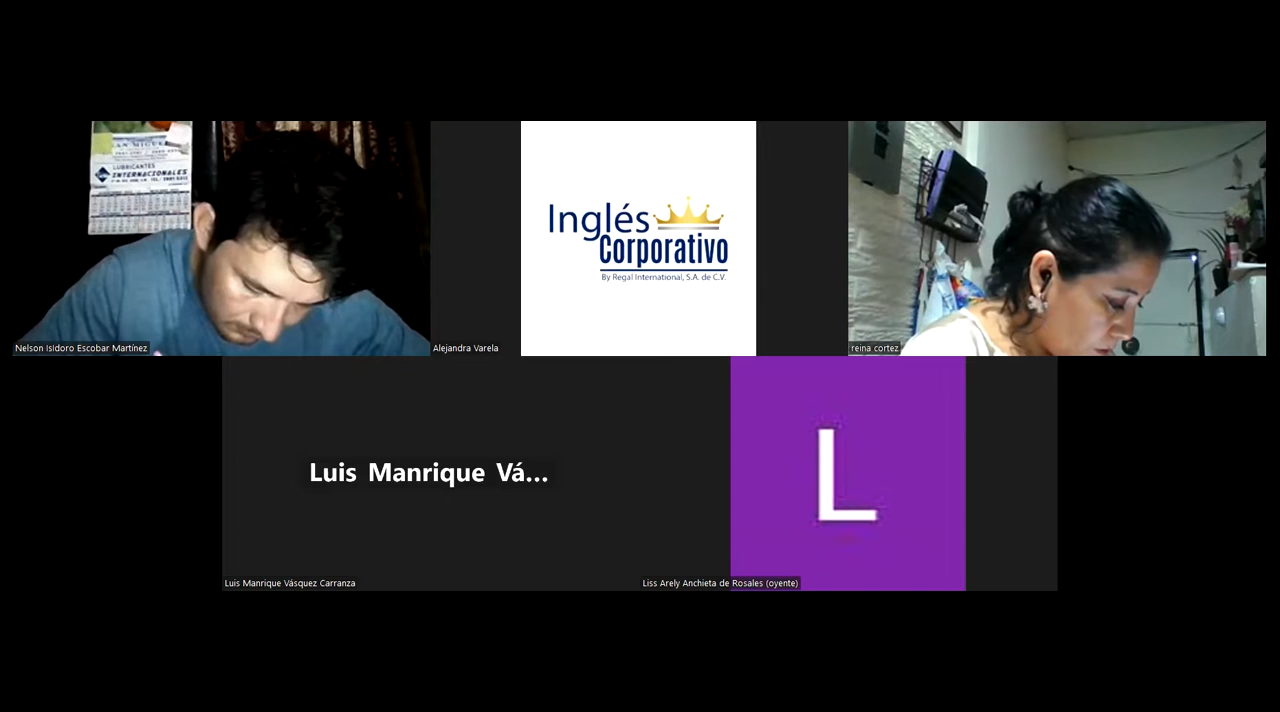 LUBRICANTES
INTERNACIONALES
Nelson Isidoro Escobar Martínez
Inglés
Corporativo
By Regal International, S.A. de C.V.
Alejandra Varela
reina cortez
Luis Manrique Vá...
Luis Manrique Vásquez Carranza
L
Liss Arely Anchieta de Rosales (oyente)